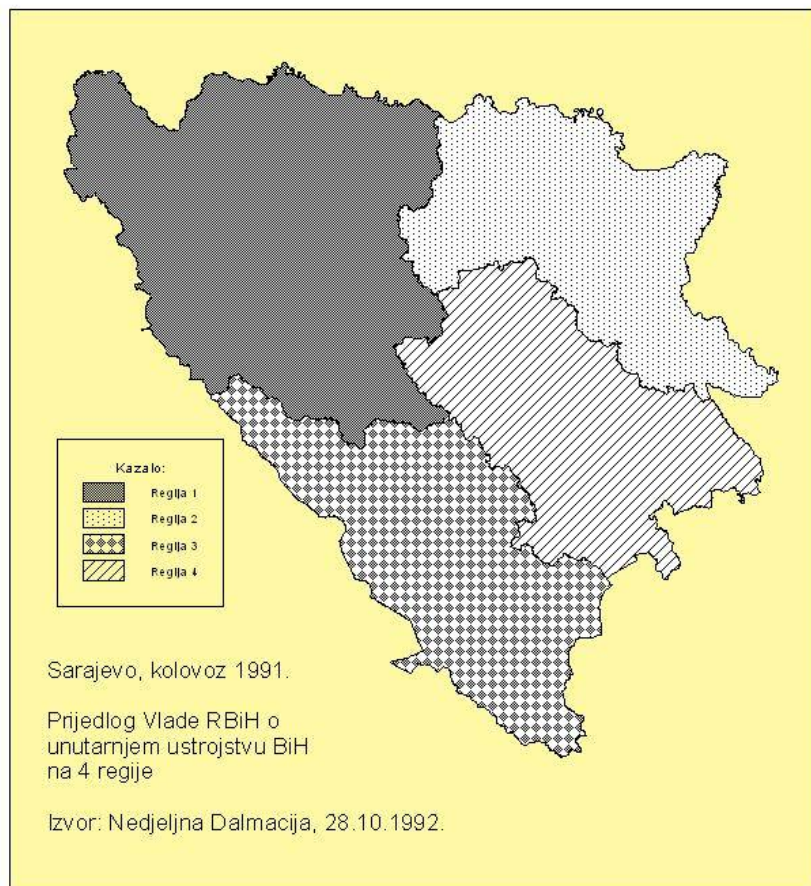 Kazalo:
Regija 1
Regija 2
Regija 3
Regija 4
Sarajevo, kolovoz 1991.
Prijedlog Vlade RBiH o
unutarnjem ustrojstvu BiH
na 4 regije
Izvor: Nedjeljna Dalmacija, 28.10.1992.